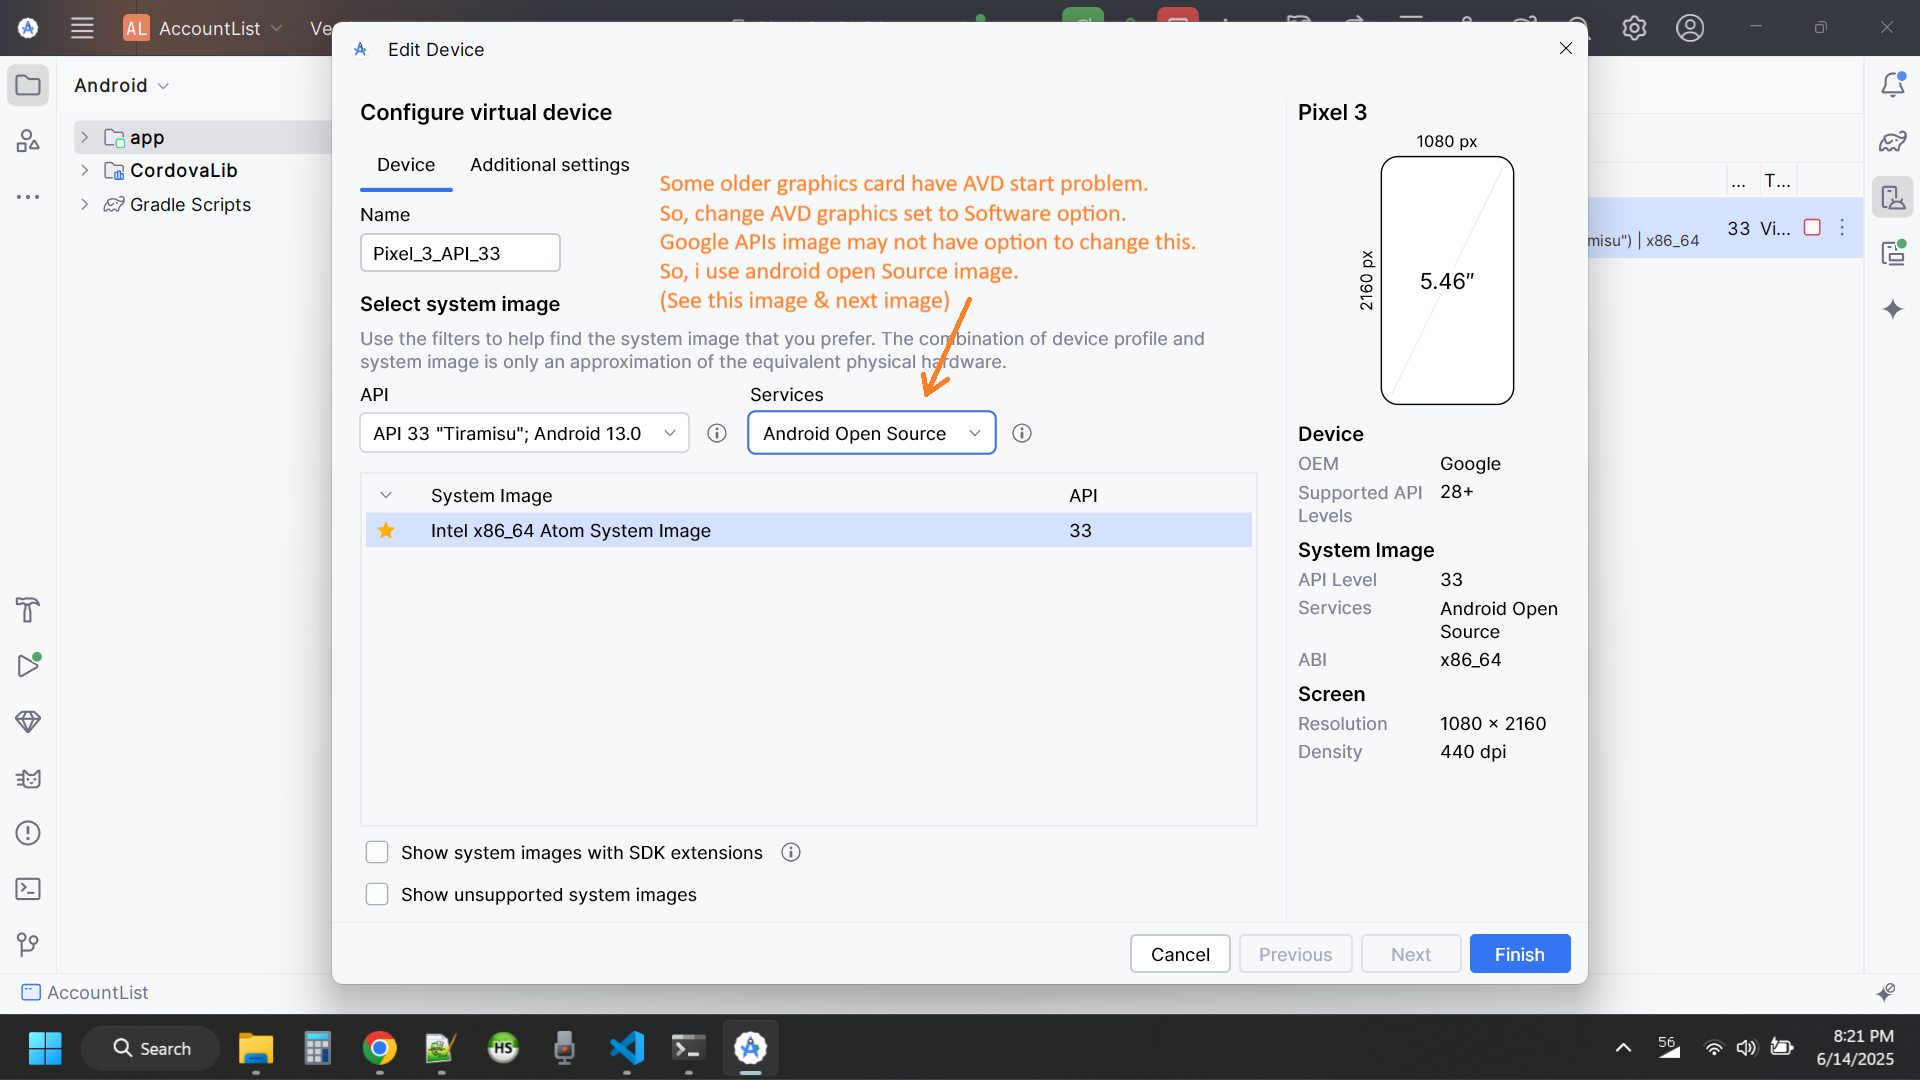 AL AccountList Ve
Edit Device
Android
app
CordovaLib
Gradle Scripts
Configure virtual device
Device Additional settings
Some older graphics card have AVD start problem.
So, change AVD graphics set to Software option.
Google APIs image may not have option to change this.
So, i use android open Source image.
(See this image & next image)
Name
Pixel_3_API_33
Select system image
Use the filters to help find the system image that you prefer. The combination of device profile and
system image is only an approximation of the equivalent physical hardware.
API Services
API 33 "Tiramisu"; Android 13.0 Android Open Source
System Image API
Intel x86_64 Atom System Image 33
Show system images with SDK extensions
Show unsupported system images
Pixel 3
1080 px
2160 px
5.46″
Device
OEM Google
Supported API 28+
Levels
System Image
API Level 33
Services Android Open
Source
ABI x86_64
Screen
Resolution 1080 × 2160
Density 440 dpi
... T...
misu") | x86_64 33 Vi...
Cancel Previous Next Finish
AccountList
Search HS 56 8:21 PM
6/14/2025